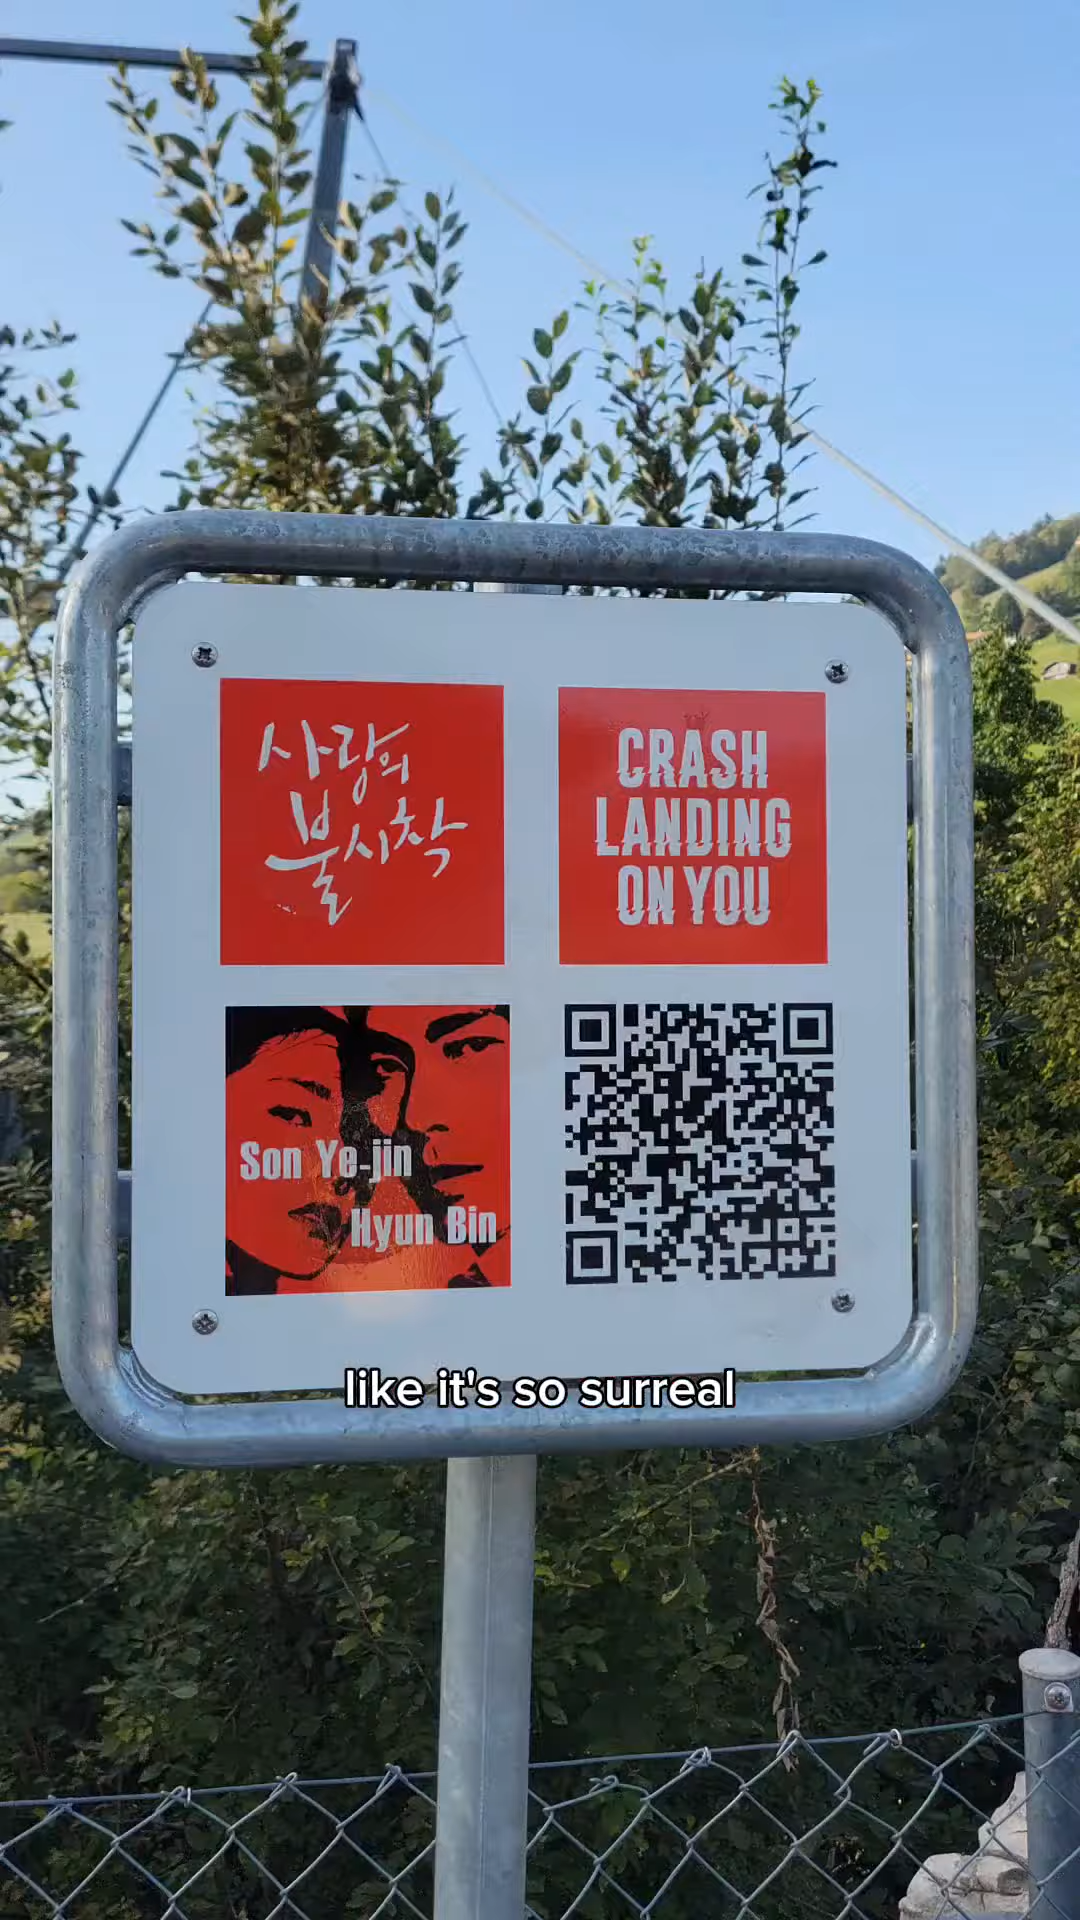 사랑의
불시착
CRASH
LANDING
ON YOU
Son Ye-jin
Hyun Bin
like it's so surreal